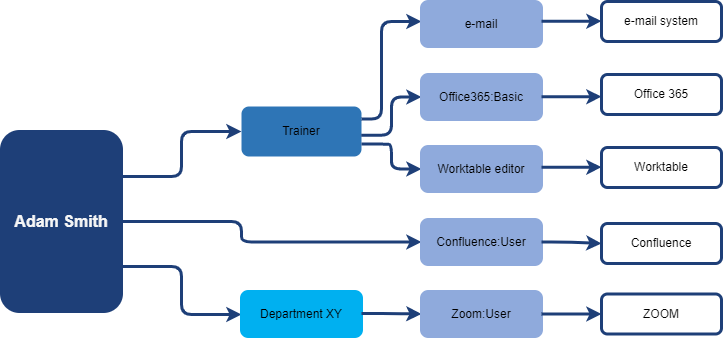 e-mail
e-mail system
Office365:Basic
Office 365
Trainer
Worktable editor
Worktable
Adam Smith
Confluence:User
Confluence
Department XY
Zoom:User
ZOOM